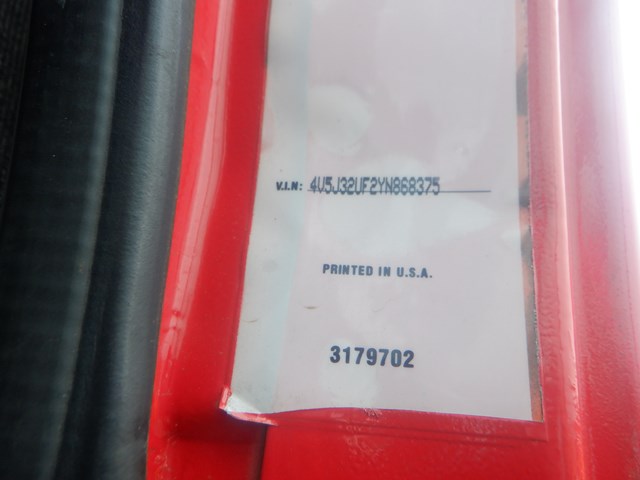 V.I.N: 4V5J32UF2YN868375
PRINTED IN U.S.A.
3179702